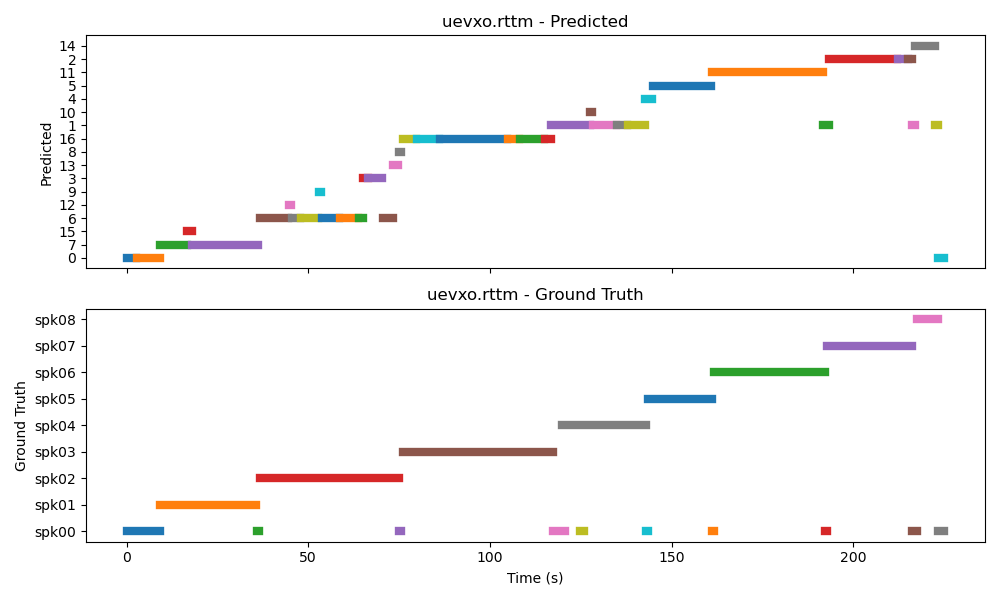 uevxo.rttm - Predicted
14
2
11
5
4
10
1
16
8
13
3
9
12
6
15
7
0
Predicted
uevxo.rttm - Ground Truth
spk08
spk07
spk06
spk05
spk04
spk03
spk02
spk01
spk00
Ground Truth
0 50 100 150 200
Time (s)